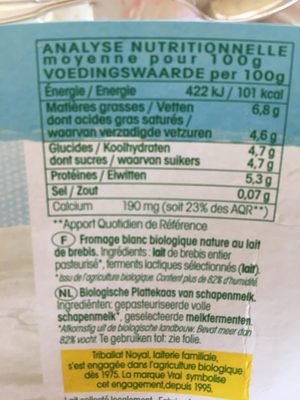 ANALYSE NUTRITIONNELLE
moyenne pour 100g
VOEDINGSWAARDE per 100g
Énergie / Energie 422 kJ / 101 kcal
Matières grasses / Vetten 6,8 g
dont acides gras saturés /
waarvan verzadigde vetzuren 4,6 g
Glucides / Koolhydraten 4,7 g
dont sucres / waarvan suikers 4,7 g
Protéines / Eiwitten 5,3 g
Sel / Zout 0,07 g
Calcium 190 mg (soit 23% des AQR**)
**Apport Quotidien de Référence
F Fromage blanc biologique nature au lait
de brebis. Ingrédients : lait de brebis entier
pasteurisé*, ferments lactiques sélectionnés (lait).
*Issu de l'agriculture biologique. Contient plus de 82% d'humidité.
NL Biologische Plattekaas van schapenmelk.
Ingrediënten: gepasteuriseerde volle
schapenmelk*, geselecteerde melkfermenten.
*Afkomstig uit de biologische landbouw. Bevat meer dan
82% vocht. Te gebruiken tot: zie folie.
Triballat Noyal, laiterie familiale,
s'est engagée dans l'agriculture biologique
dès 1975. La marque Vrai symbolise
cet engagement depuis 1995.